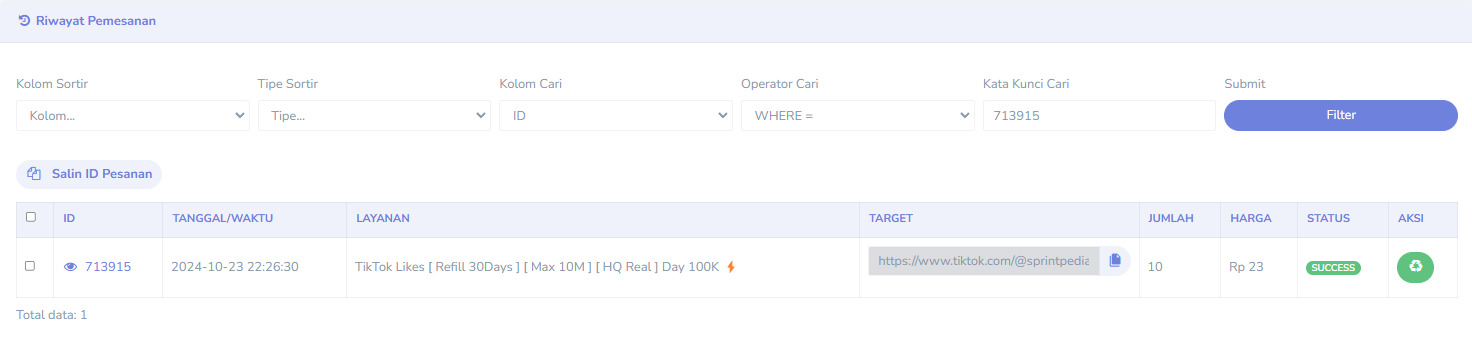 Riwayat Pemesanan
Kolom Sortir Tipe Sortir Kolom Cari Operator Cari Kata Kunci Cari Submit
Kolom... Tipe... ID WHERE = 713915 Filter
Salin ID Pesanan
ID TANGGAL/WAKTU LAYANAN TARGET JUMLAH HARGA STATUS AKSI
713915 2024-10-23 22:26:30 TikTok Likes [ Refill 30Days ] [ Max 10M ] [ HQ Real ] Day 100K https://www.tiktok.com/@sprintpedia 10 Rp 23 SUCCESS
Total data: 1